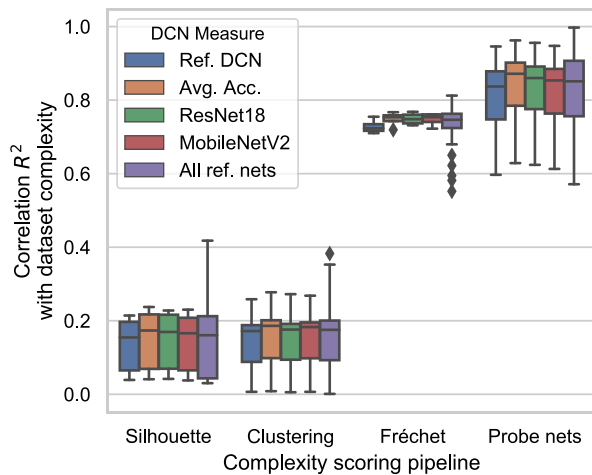 DCN Measure
Ref. DCN
Avg. Acc.
ResNet18
MobileNetV2
All ref. nets
1.0
0.8
0.6
0.4
0.2
0.0
Correlation R²
with dataset complexity
Silhouette Clustering Fréchet Probe nets
Complexity scoring pipeline